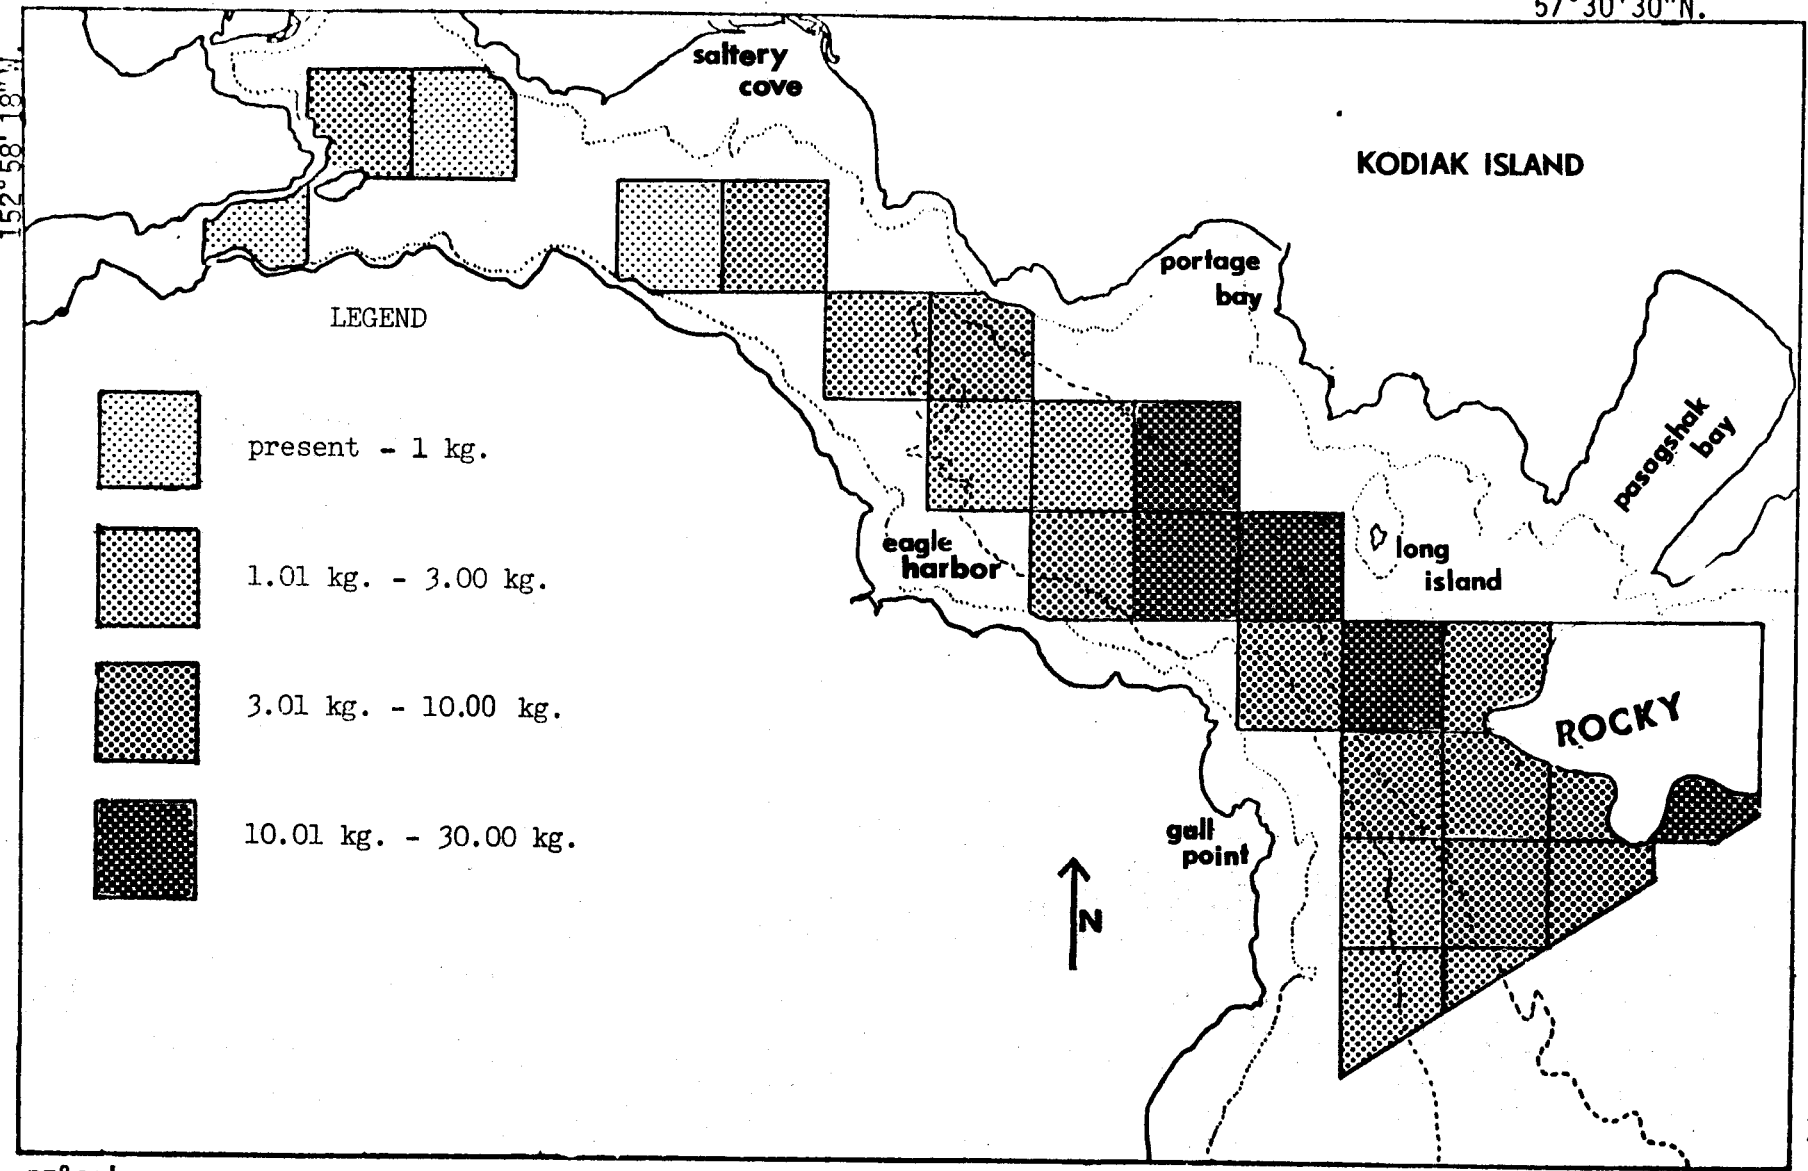 57°30'30"N.
152°58'18"W.
saltery
cove
KODIAK ISLAND
portage
bay
LEGEND
pasagshak
bay
present - 1 kg.
eagle
harbor
long
island
1.01 kg. - 3.00 kg.
3.01 kg. - 10.00 kg.
ROCKY
10.01 kg. - 30.00 kg.
gull
point
N